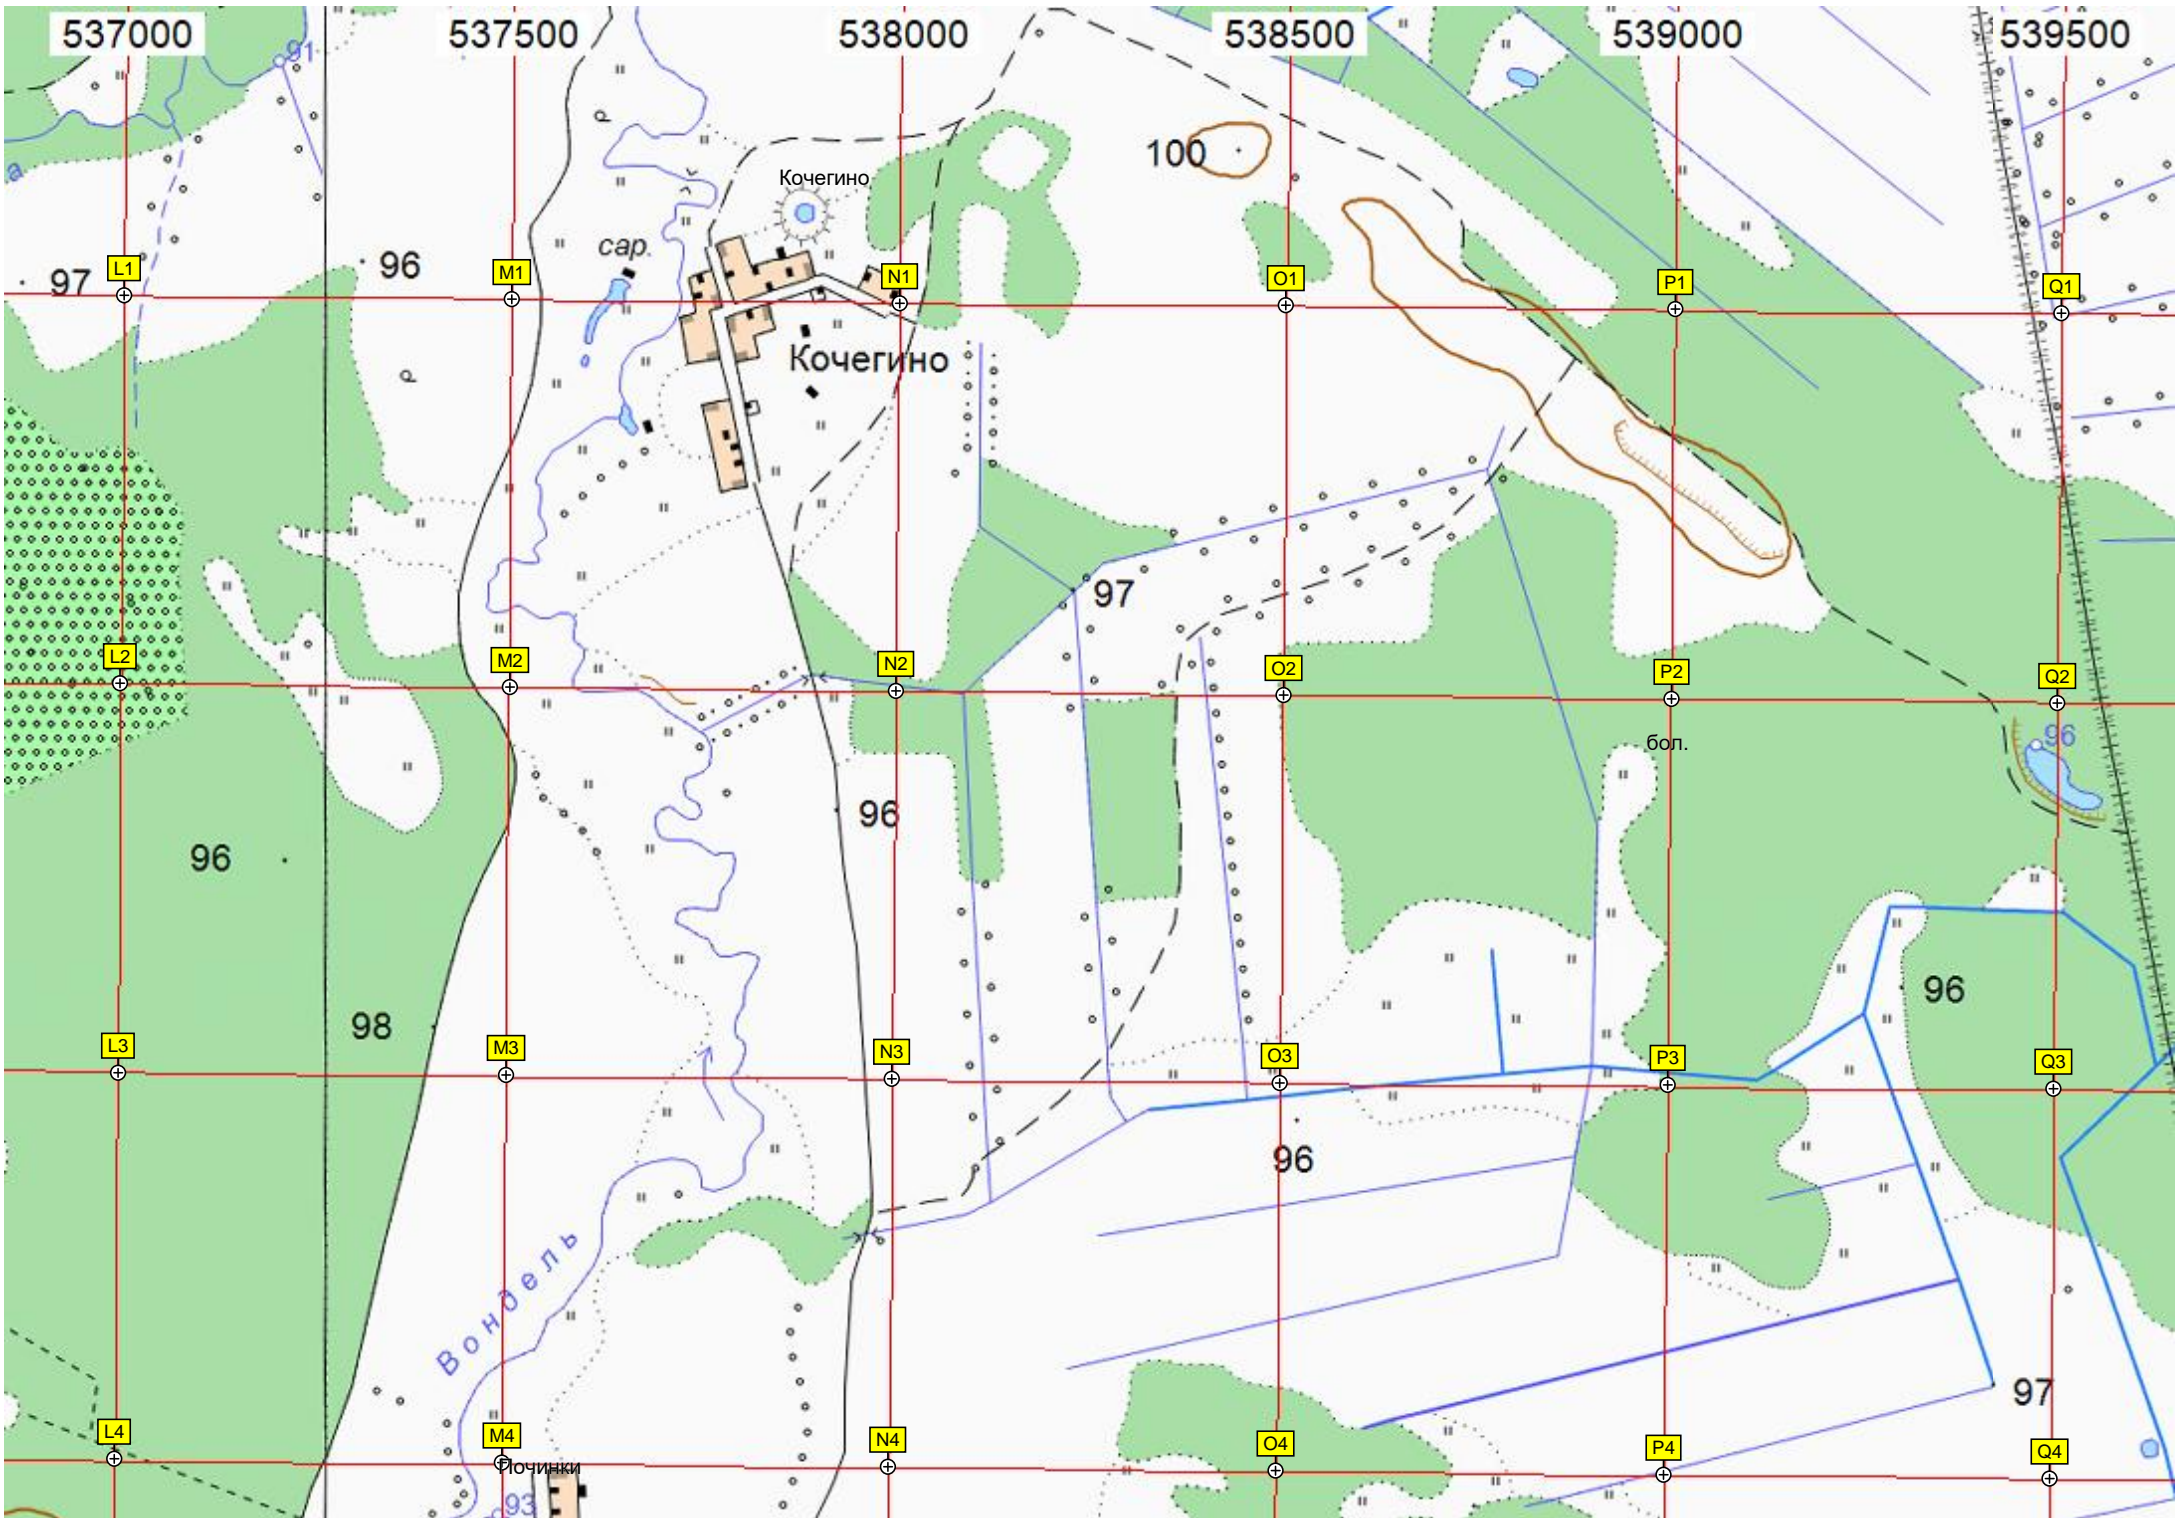 537000 537500 538000 538500 539000 539500
91
100
Кочегино
а
сар.
97 L1 96 M1 N1 O1 P1 Q1
Кочегино
97
L2 M2 N2 O2 P2 Q2
бол.
96
96
96
96
98
L3 M3 N3 O3 P3 Q3
96
Вондель
97
L4 M4 N4 O4 P4 Q4
Починки
93